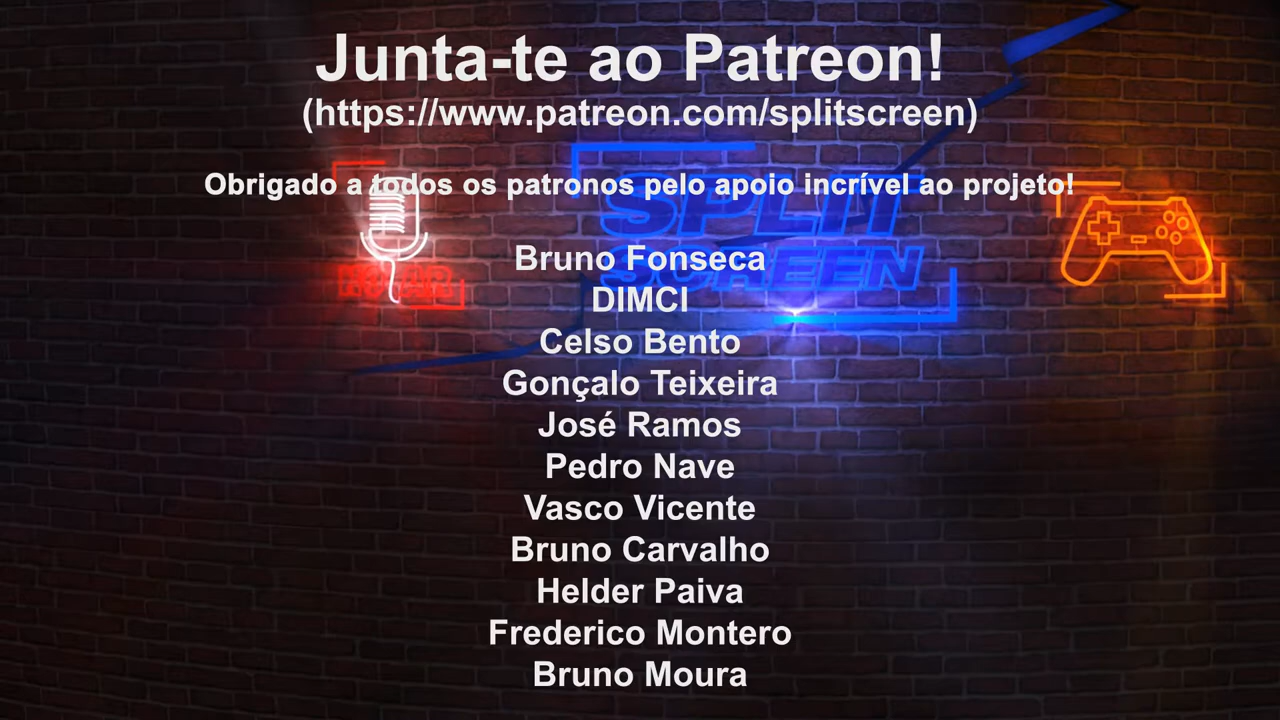 Junta-te ao Patreon!
(https://www.patreon.com/splitscreen)
Obrigado a todos os patronos pelo apoio incrível ao projeto!
SPLIT
SCREEN
Bruno Fonseca
DIMCI
Celso Bento
Gonçalo Teixeira
José Ramos
Pedro Nave
Vasco Vicente
Bruno Carvalho
Helder Paiva
Frederico Montero
Bruno Moura